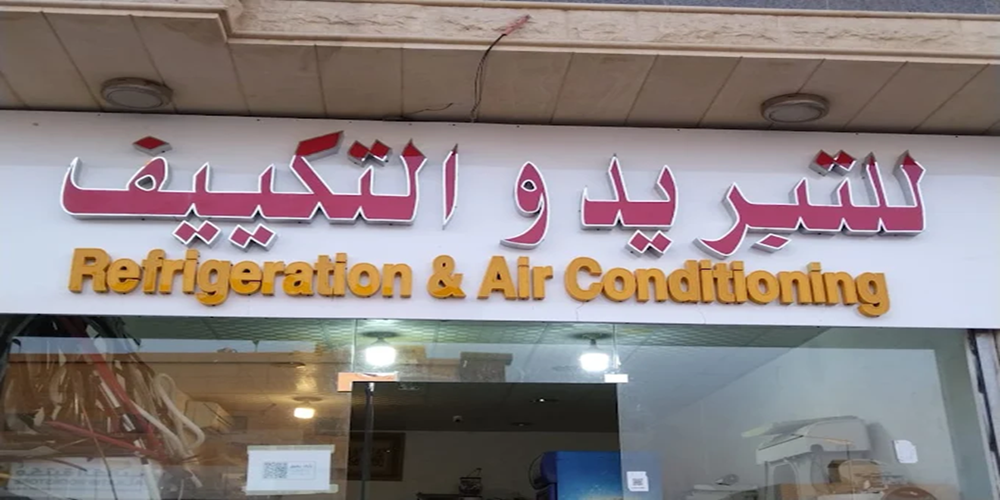 للتبريد و التكييف
Refrigeration & Air Conditioning